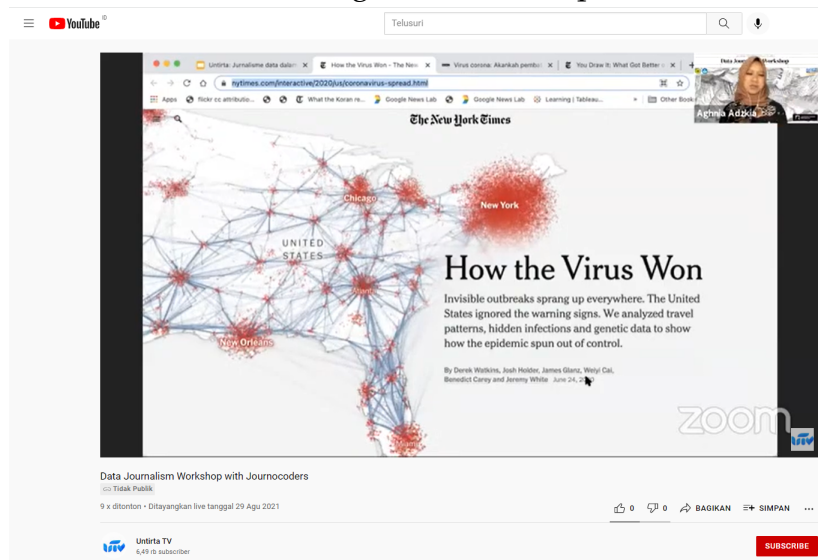 YouTube ID
Telusuri
Untirta: Jurnalisme data dalam
How the Virus Won - The New
Virus corona: Akankah pembu
You Draw It: What Got Better
nytimes.com/interactive/2020/us/coronavirus-spread.html
Apps
flickr cc attributio...
What the Koran re...
Google News Lab
Google News Lab
Learning | Tableau...
Other Book
Aghnia Adzkia
The New York Times
Chicago
New York
UNITED
STATES
Atlanta
New Orleans
Miami
How the Virus Won
Invisible outbreaks sprang up everywhere. The United
States ignored the warning signs. We analyzed travel
patterns, hidden infections and genetic data to show
how the epidemic spun out of control.
By Derek Watkins, Josh Holder, James Glanz, Weiyi Cai,
Benedict Carey and Jeremy White June 24, 2020
zoom
Data Journalism Workshop with Journocoders
Tidak Publik
9 x ditonton • Ditayangkan live tanggal 29 Agu 2021
0
0
BAGIKAN
SIMPAN
Untirta TV
6,49 rb subscriber
SUBSCRIBE